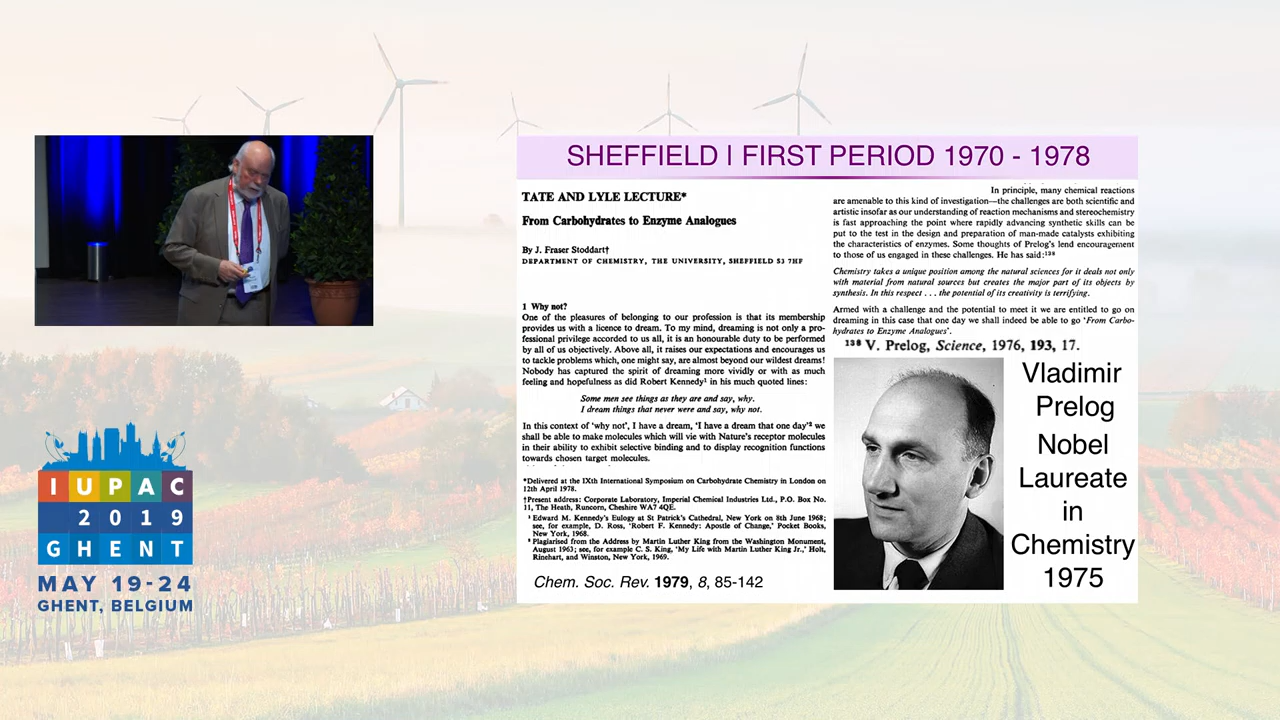 SHEFFIELD | FIRST PERIOD 1970 - 1978
TATE AND LYLE LECTURE*
From Carbohydrates to Enzyme Analogues
By J. Fraser Stoddart†
DEPARTMENT OF CHEMISTRY, THE UNIVERSITY, SHEFFIELD S3 7HF
1 Why not?
One of the pleasures of belonging to our profession is that its membership
provides us with a licence to dream. To my mind, dreaming is not only a pro-
fessional privilege accorded to us all, it is an honourable duty to be performed
by all of us objectively. Above all, it raises our expectations and encourages us
to tackle problems which, one might say, are almost beyond our wildest dreams!
Nobody has captured the spirit of dreaming more vividly or with as much
feeling and hopefulness as did Robert Kennedy¹ in his much quoted lines:
Some men see things as they are and say, why.
I dream things that never were and say, why not.
In this context of 'why not', I have a dream, 'I have a dream that one day'² we
shall be able to make molecules which will vie with Nature's receptor molecules
in their ability to exhibit selective binding and to display recognition functions
towards chosen target molecules.
*Delivered at the IXth International Symposium on Carbohydrate Chemistry in London on
12th April 1978.
†Present address: Corporate Laboratory, Imperial Chemical Industries Ltd., P.O. Box No.
11, The Heath, Runcorn, Cheshire WA7 4QE.
¹ Edward M. Kennedy's Eulogy at St Patrick's Cathedral, New York on 8th June 1968;
see, for example, D. Ross, 'Robert F. Kennedy: Apostle of Change,' Pocket Books,
New York, 1968.
² Plagiarised from the Address by Martin Luther King from the Washington Monument,
August 1963; see, for example C. S. King, 'My Life with Martin Luther King Jr.,' Holt,
Rinehart, and Winston, New York, 1969.
Chem. Soc. Rev. 1979, 8, 85-142
In principle, many chemical reactions
are amenable to this kind of investigation—the challenges are both scientific and
artistic insofar as our understanding of reaction mechanisms and stereochemistry
is fast approaching the point where rapidly advancing synthetic skills can be
put to the test in the design and preparation of man-made catalysts exhibiting
the characteristics of enzymes. Some thoughts of Prelog's lend encouragement
to those of us engaged in these challenges. He has said:¹³⁸
Chemistry takes a unique position among the natural sciences for it deals not only
with material from natural sources but creates the major part of its objects by
synthesis. In this respect . . . the potential of its creativity is terrifying.
Armed with a challenge and the potential to meet it we are entitled to go on
dreaming in this case that one day we shall indeed be able to go 'From Carbo-
hydrates to Enzyme Analogues'.
¹³⁸ V. Prelog, Science, 1976, 193, 17.
Vladimir
Prelog
Nobel
Laureate
in
Chemistry
1975
IUPAC
2019
GHENT
MAY 19-24
GHENT, BELGIUM